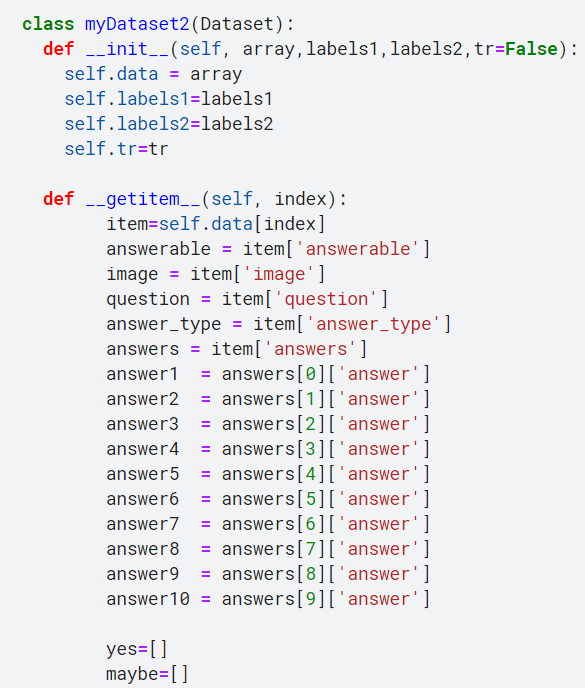 class myDataset2(Dataset):
  def __init__(self, array,labels1,labels2,tr=False):
    self.data = array
    self.labels1=labels1
    self.labels2=labels2
    self.tr=tr

  def __getitem__(self, index):
        item=self.data[index]
        answerable = item['answerable']
        image = item['image']
        question = item['question']
        answer_type = item['answer_type']
        answers = item['answers']
        answer1  = answers[0]['answer']
        answer2  = answers[1]['answer']
        answer3  = answers[2]['answer']
        answer4  = answers[3]['answer']
        answer5  = answers[4]['answer']
        answer6  = answers[5]['answer']
        answer7  = answers[6]['answer']
        answer8  = answers[7]['answer']
        answer9  = answers[8]['answer']
        answer10 = answers[9]['answer']

        yes=[]
        maybe=[]